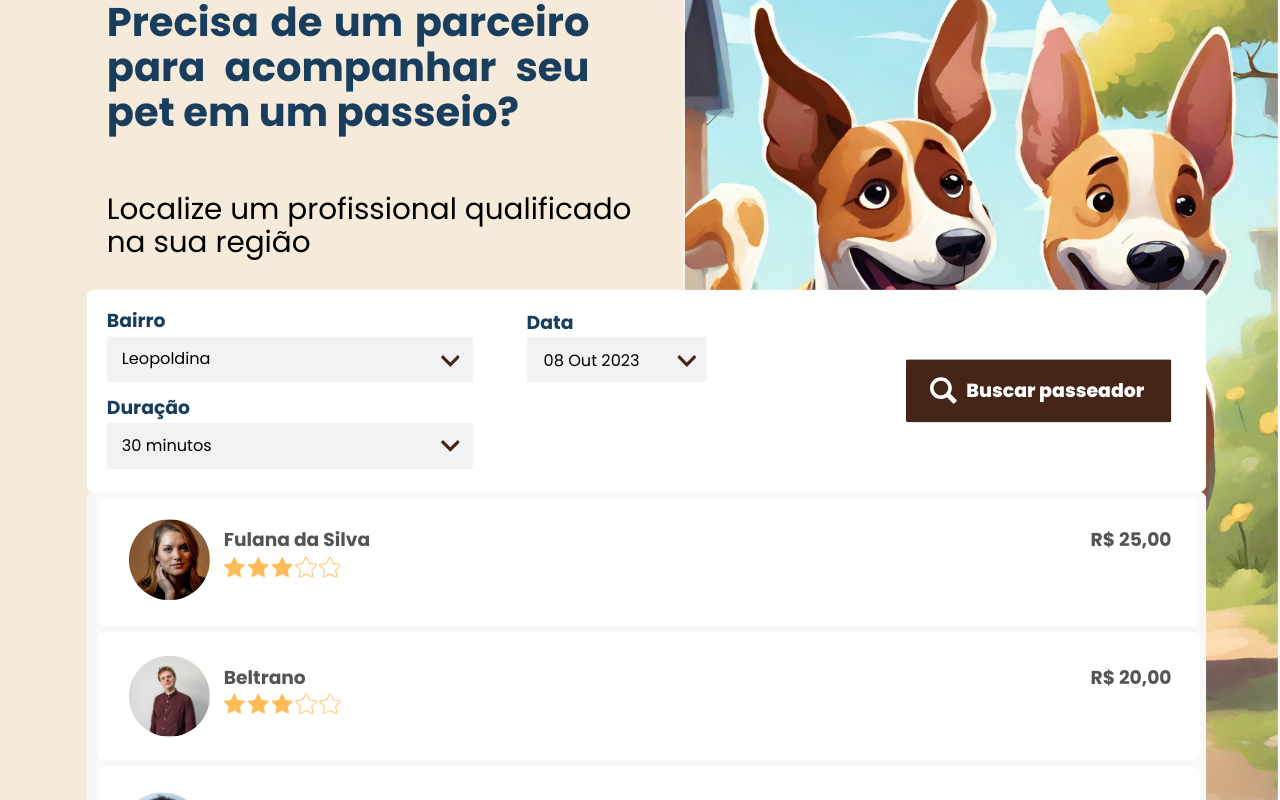 Precisa de um parceiro
para acompanhar seu
pet em um passeio?
Localize um profissional qualificado
na sua região
Bairro
Leopoldina
Data
08 Out 2023
Duração
30 minutos
Buscar passeador
Fulana da Silva
R$ 25,00
Beltrano
R$ 20,00